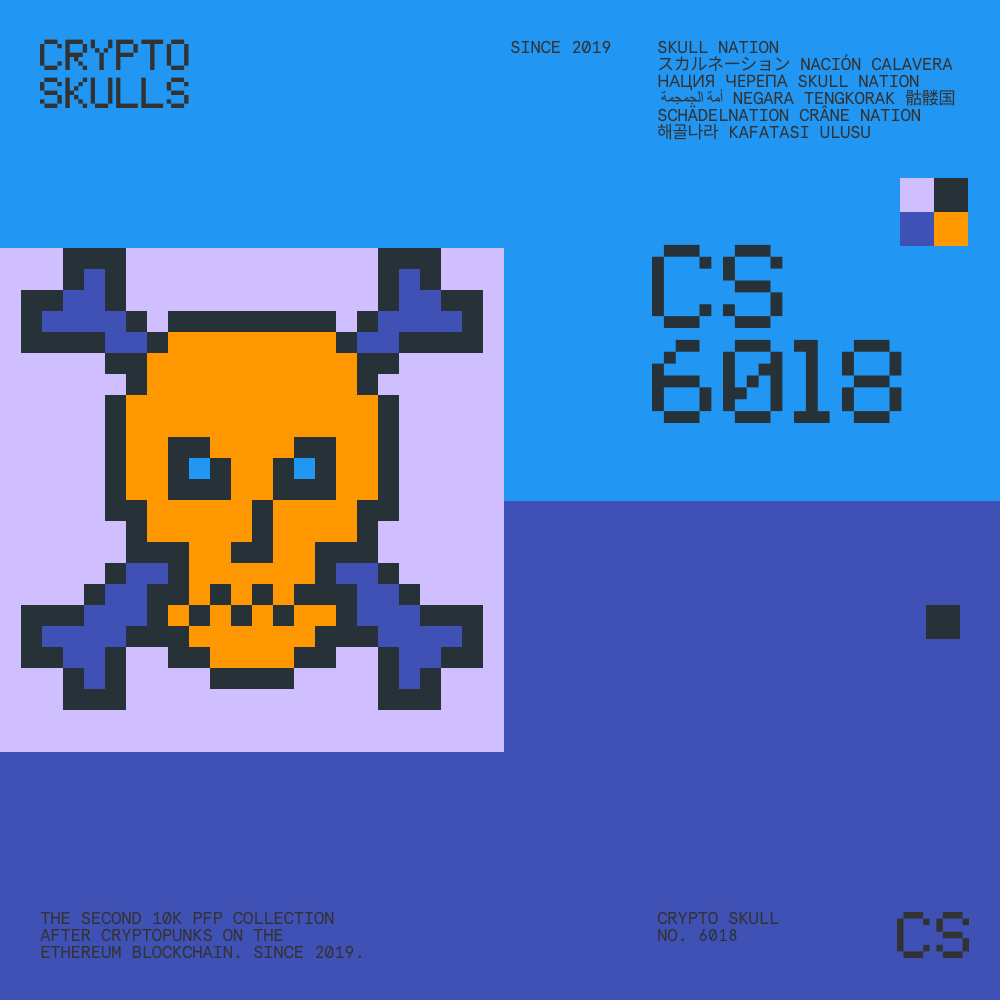 CRYPTO
SKULLS
SINCE 2019
SKULL NATION
スカルネーション NACIÓN CALAVERA
НАЦИЯ ЧЕРЕПА SKULL NATION
أمة الجمجمة NEGARA TENGKORAK 骷髅国
SCHÄDELNATION CRÂNE NATION
해골나라 KAFATASI ULUSU
CS
6018
THE SECOND 10K PFP COLLECTION
AFTER CRYPTOPUNKS ON THE
ETHEREUM BLOCKCHAIN. SINCE 2019.
CRYPTO SKULL
NO. 6018
CS